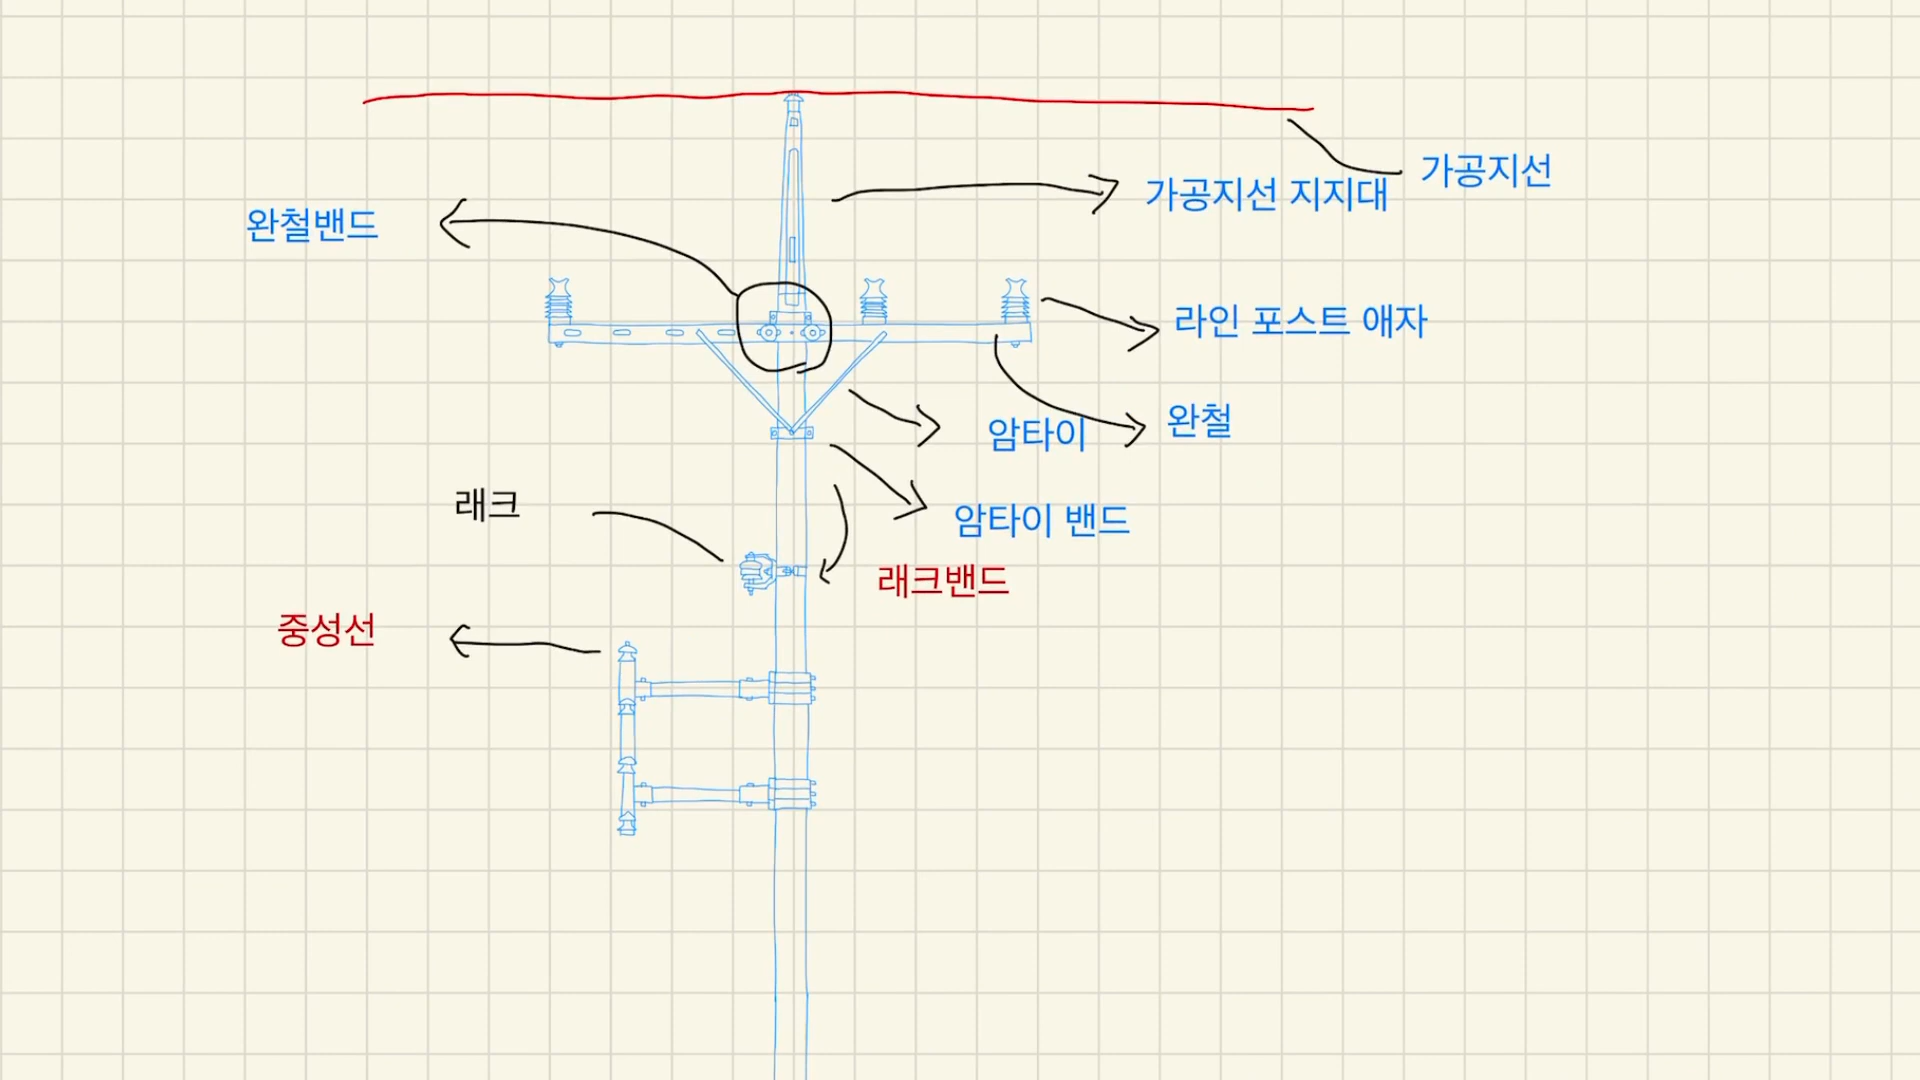 가공지선
가공지선 지지대
완철밴드
라인 포스트 애자
완철
암타이
래크
암타이 밴드
래크밴드
중성선